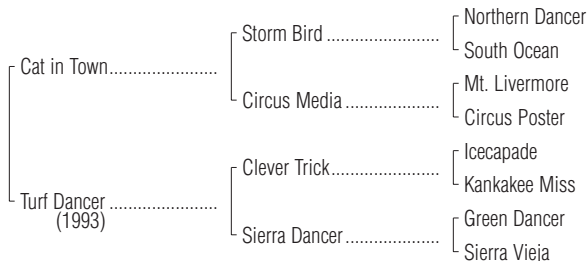 Northern Dancer
Storm Bird ......................
South Ocean
Cat in Town.....................
Mt. Livermore
Circus Media ..................
Circus Poster
Icecapade
Clever Trick.....................
Kankakee Miss
Turf Dancer .....................
(1993)
Green Dancer
Sierra Dancer..................
Sierra Vieja